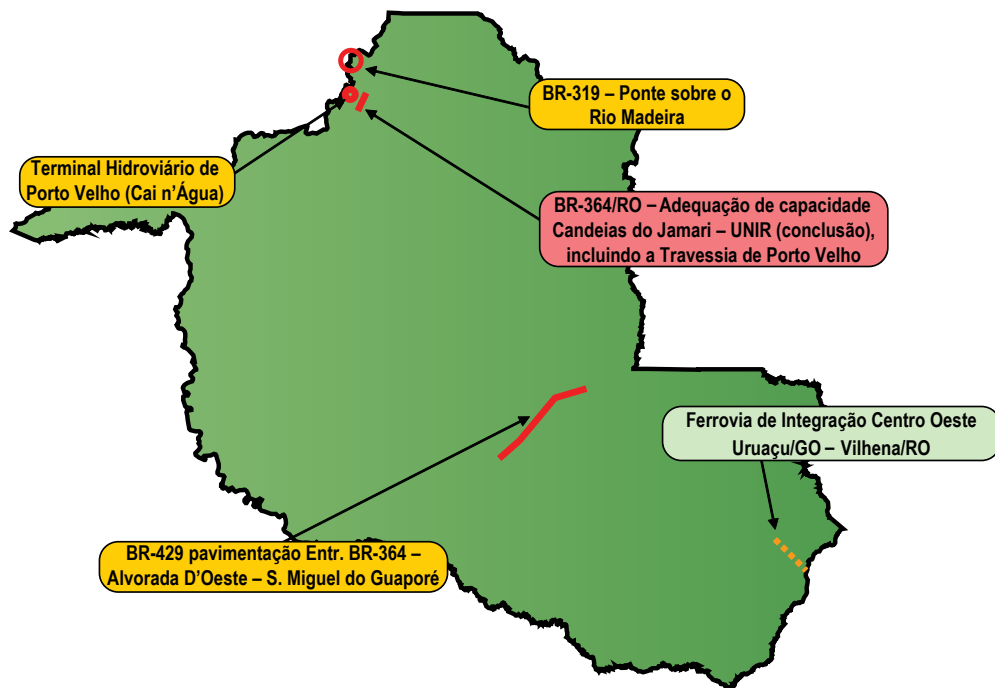 BR-319 – Ponte sobre o
Rio Madeira
Terminal Hidroviário de
Porto Velho (Cai n’Água)
BR-364/RO – Adequação de capacidade
Candeias do Jamari – UNIR (conclusão),
incluindo a Travessia de Porto Velho
Ferrovia de Integração Centro Oeste
Uruaçu/GO – Vilhena/RO
BR-429 pavimentação Entr. BR-364 –
Alvorada D’Oeste – S. Miguel do Guaporé